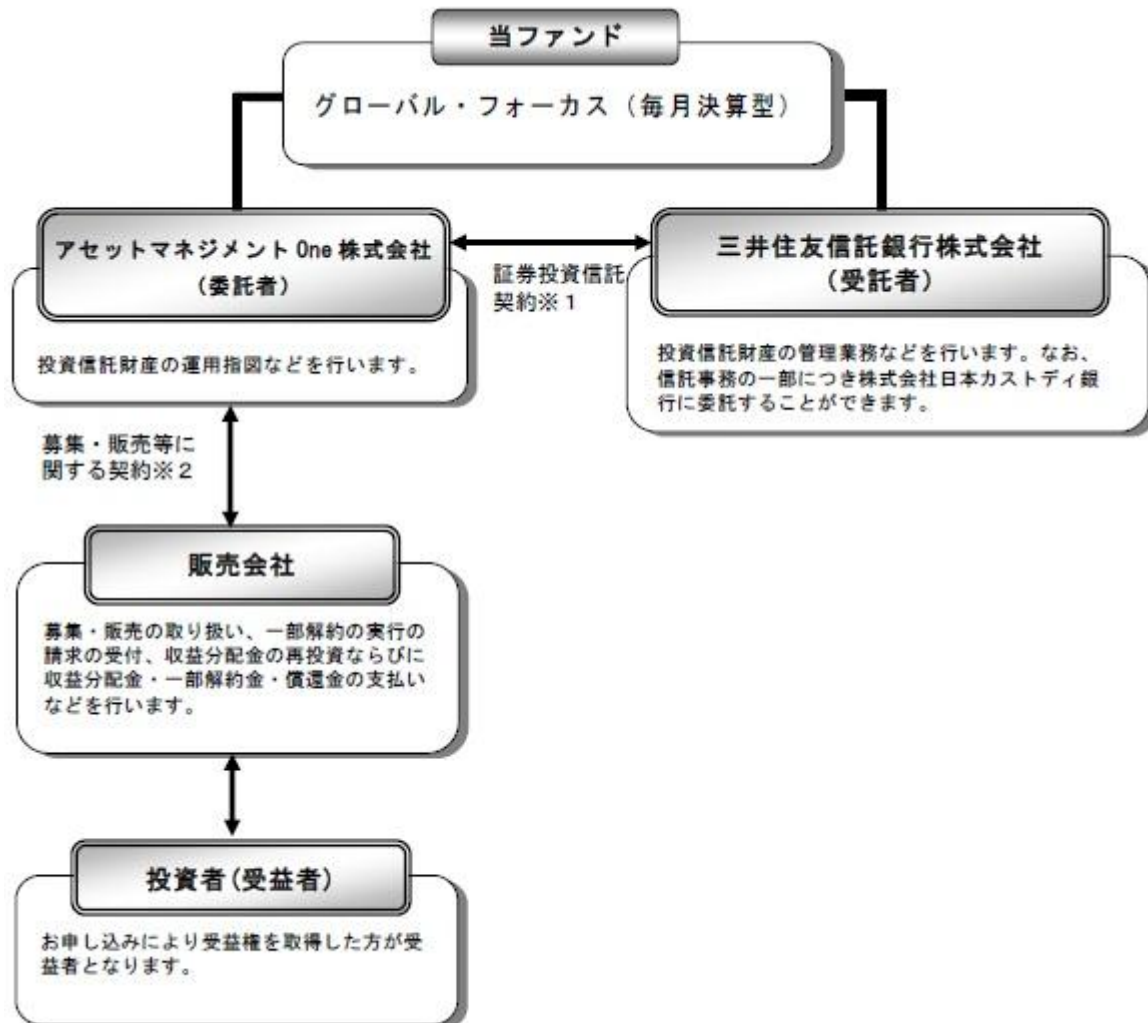 当ファンド
グローバル・フォーカス(毎月決算型)
アセットマネジメントOne株式会社
(委託者)
投資信託財産の運用指図などを行います。
証券投資信託
契約※1
三井住友信託銀行株式会社
(受託者)
投資信託財産の管理業務などを行います。なお、
信託事務の一部につき株式会社日本カストディ銀
行に委託することができます。
募集・販売等に
関する契約※2
販売会社
募集・販売の取り扱い、一部解約の実行の
請求の受付、収益分配金の再投資ならびに
収益分配金・一部解約金・償還金の支払い
などを行います。
投資者(受益者)
お申し込みにより受益権を取得した方が受
益者となります。